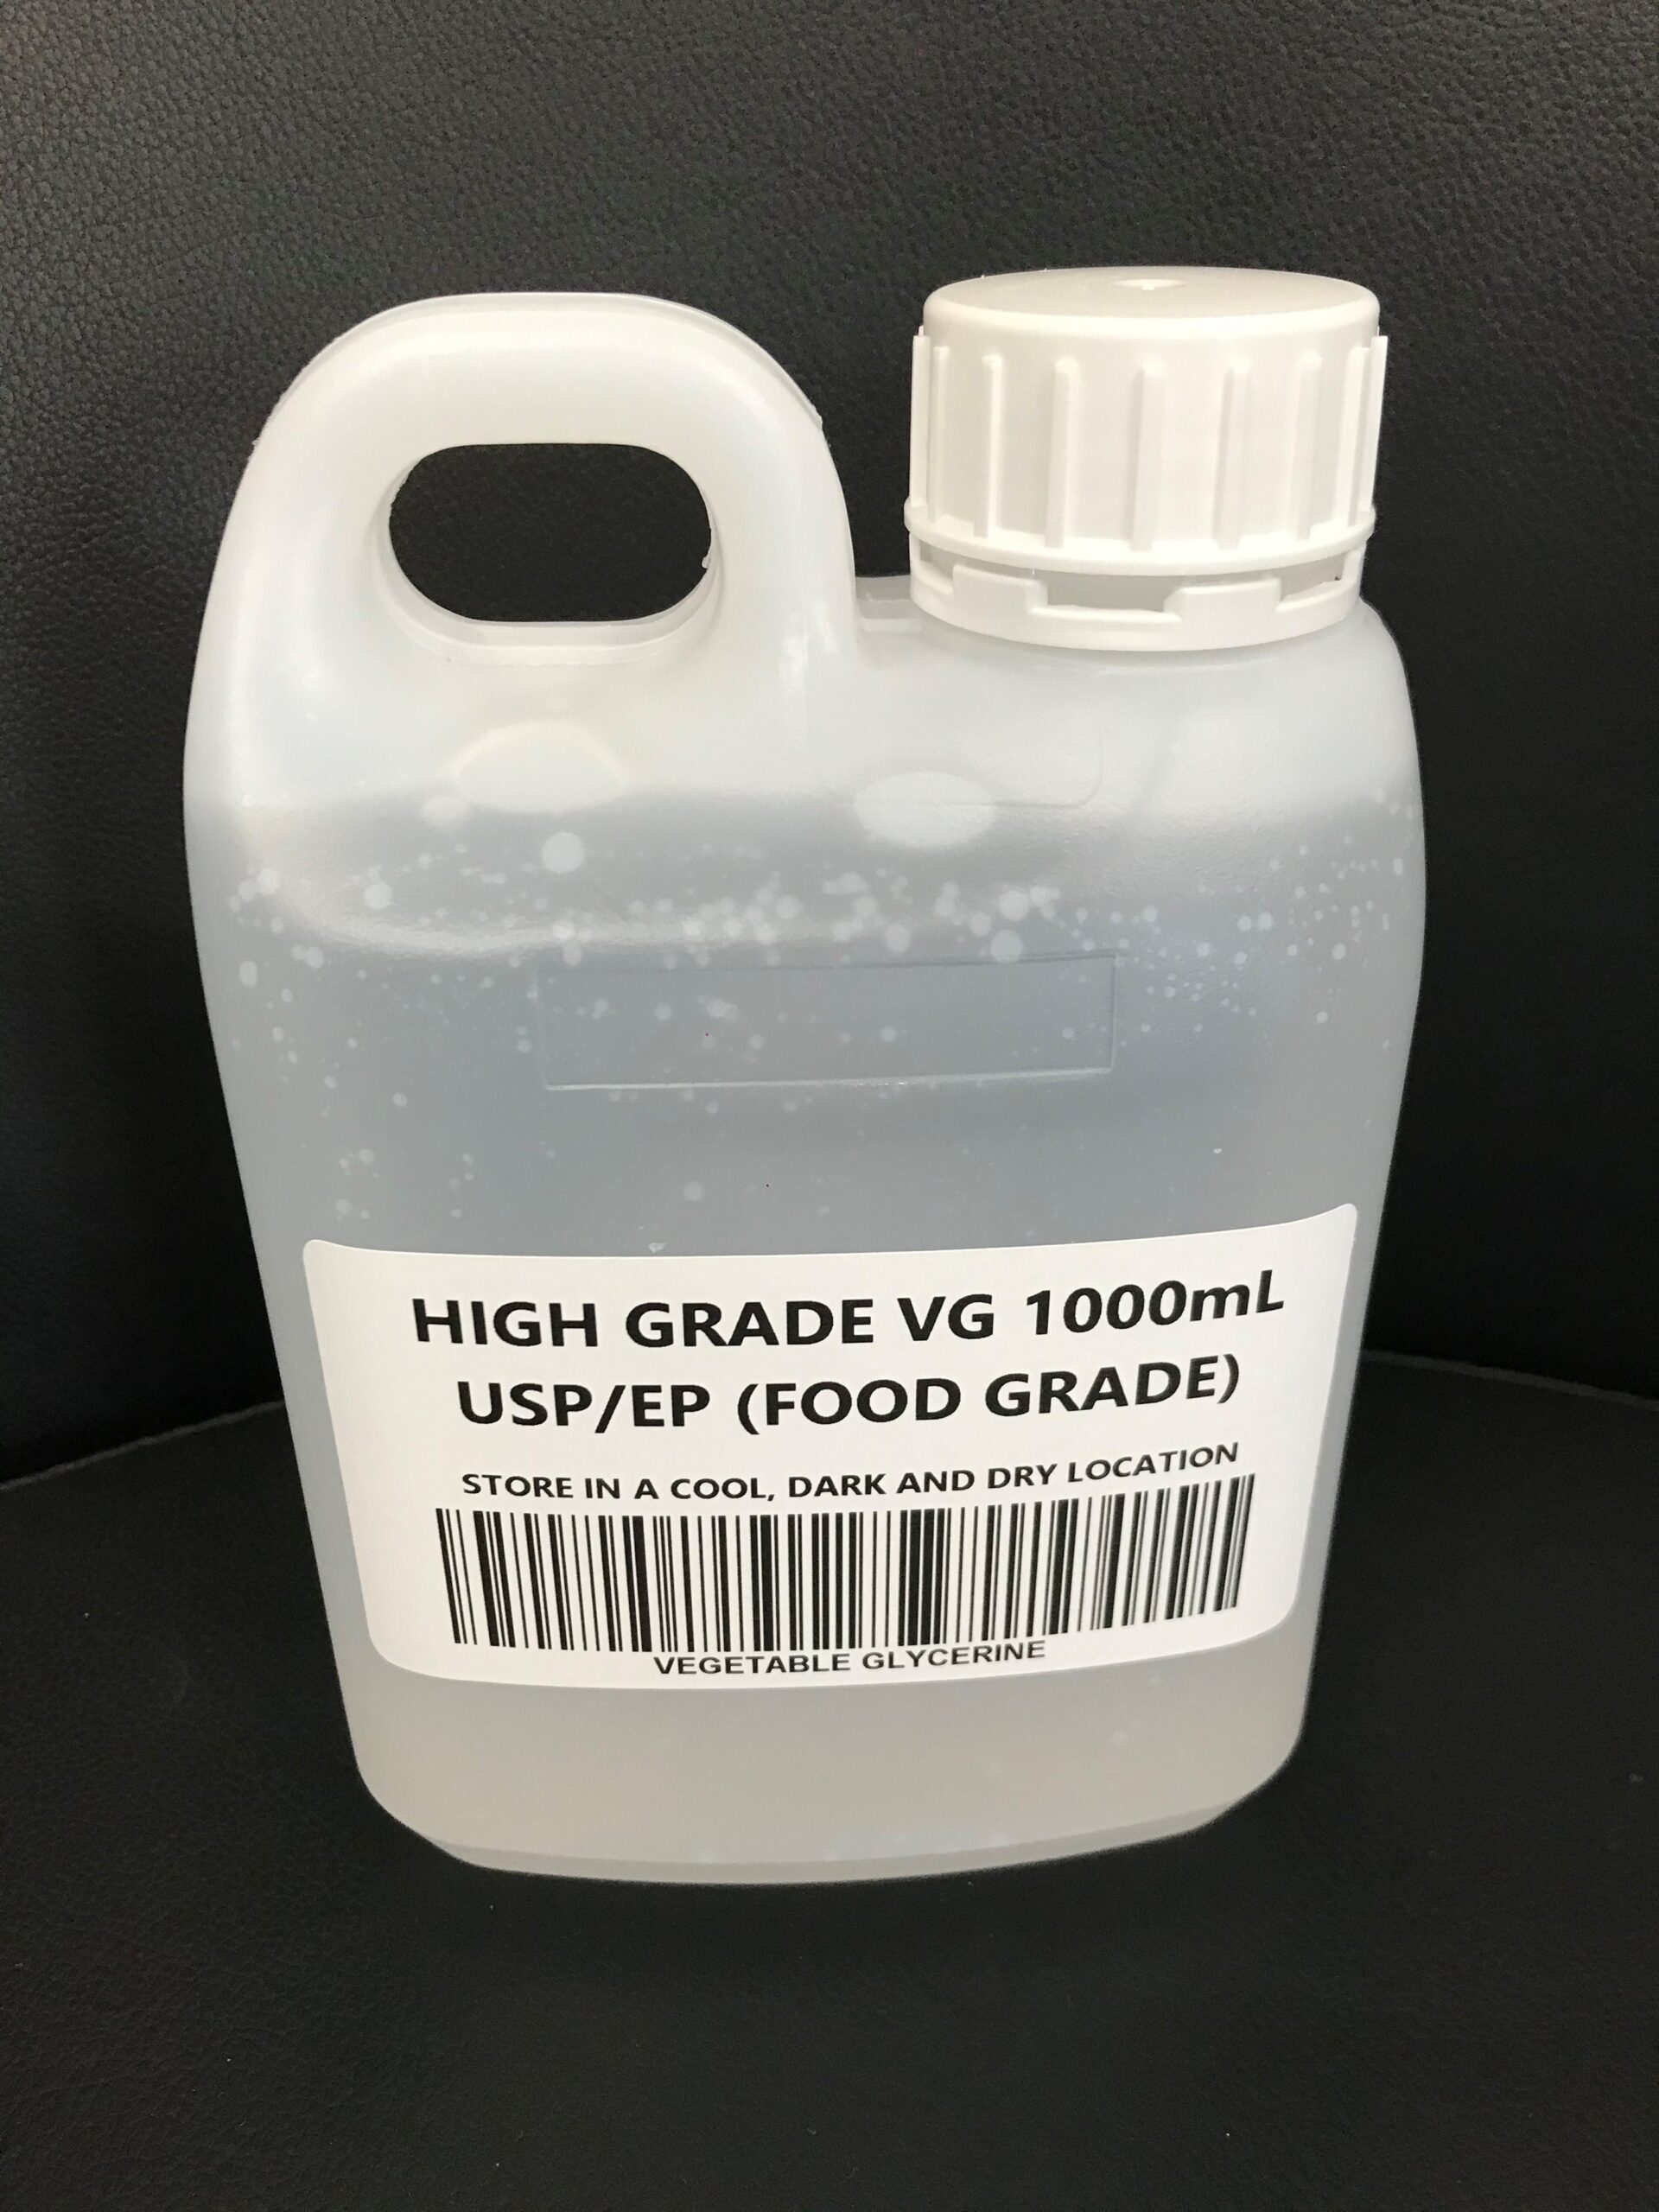 HIGH GRADE VG 1000mL
USP/EP (FOOD GRADE)
STORE IN A COOL, DARK AND DRY LOCATION
VEGETABLE GLYCERINE